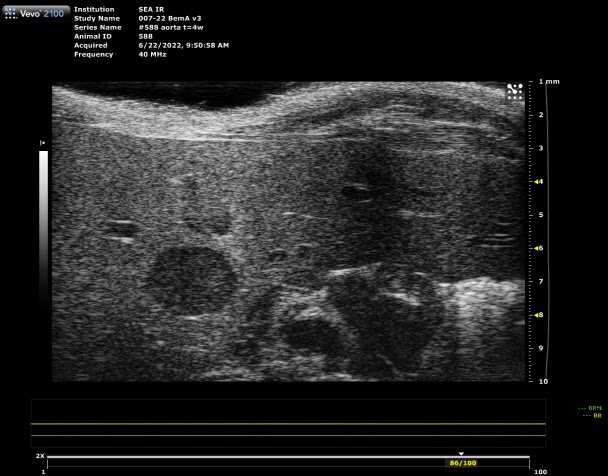 Vevo 2100
Institution SEA IR
Study Name 007-22 BemA v3
Series Name #588 aorta t=4w
Animal ID 588
Acquired 6/22/2022, 9:50:58 AM
Frequency 40 MHz
1 mm
2
3
4
5
6
7
8
9
10
--- BPM
--- RR
2X
86/100
1
100